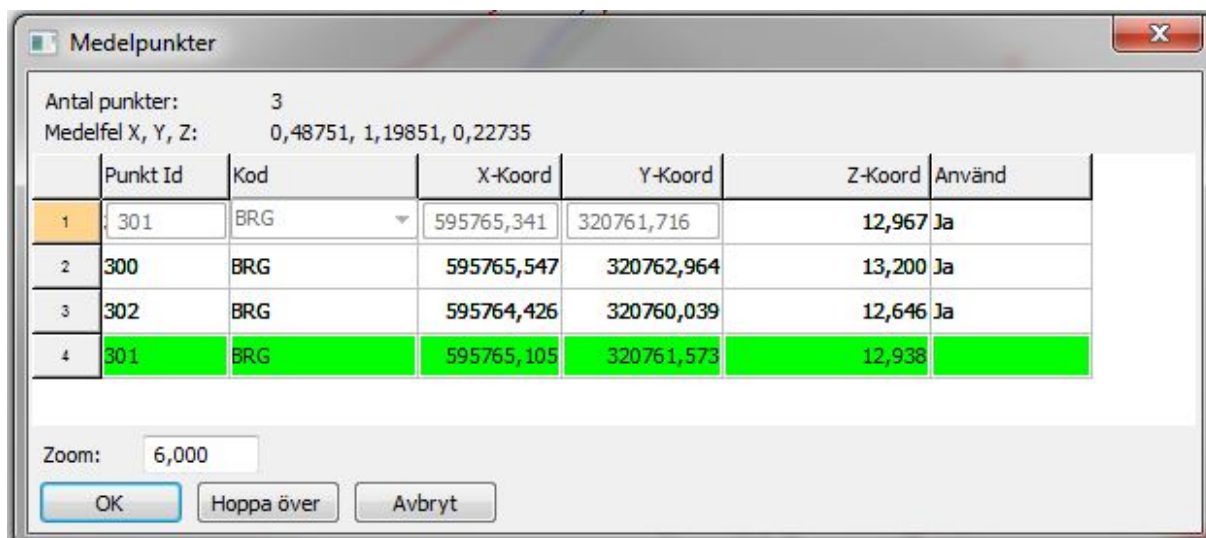 Medelpunkter
Antal punkter: 3
Medelfel X, Y, Z: 0,48751, 1,19851, 0,22735
Punkt Id Kod X-Koord Y-Koord Z-Koord Använd
1 301 BRG 595765,341 320761,716 12,967 Ja
2 300 BRG 595765,547 320762,964 13,200 Ja
3 302 BRG 595764,426 320760,039 12,646 Ja
4 301 BRG 595765,105 320761,573 12,938
Zoom: 6,000
OK Hoppa över Avbryt